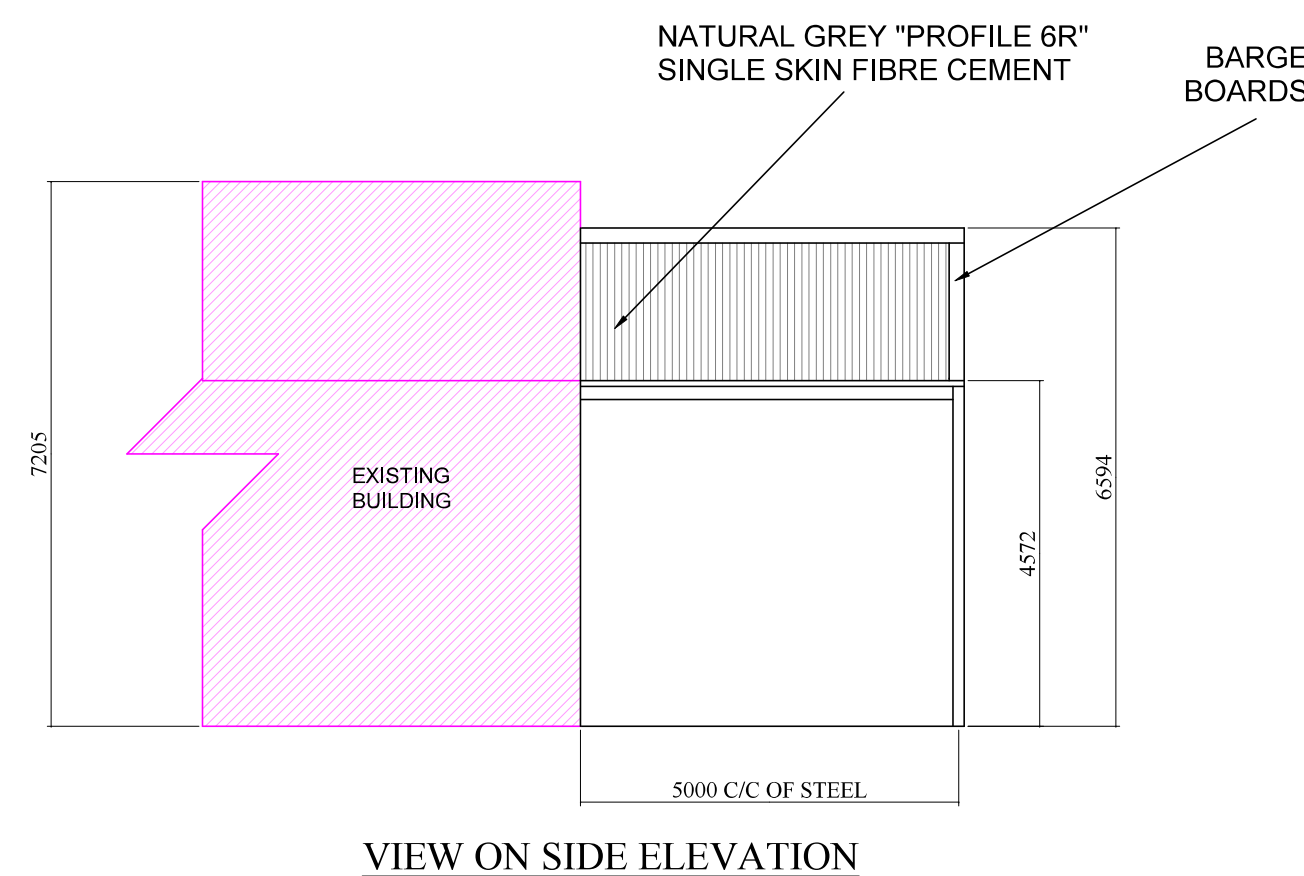 NATURAL GREY "PROFILE 6R"
SINGLE SKIN FIBRE CEMENT
BARGE
BOARDS
7205
EXISTING
BUILDING
6594
4572
5000 C/C OF STEEL
VIEW ON SIDE ELEVATION